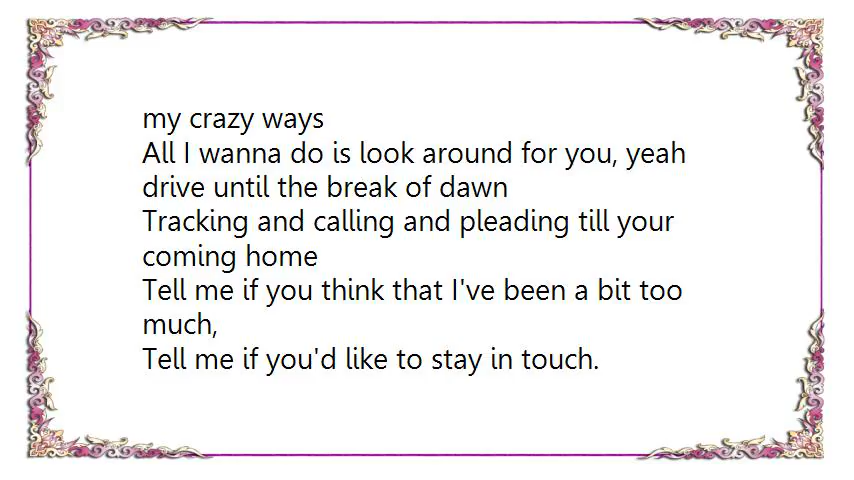 my crazy ways
All I wanna do is look around for you, yeah
drive until the break of dawn
Tracking and calling and pleading till your
coming home
Tell me if you think that I've been a bit too
much,
Tell me if you'd like to stay in touch.